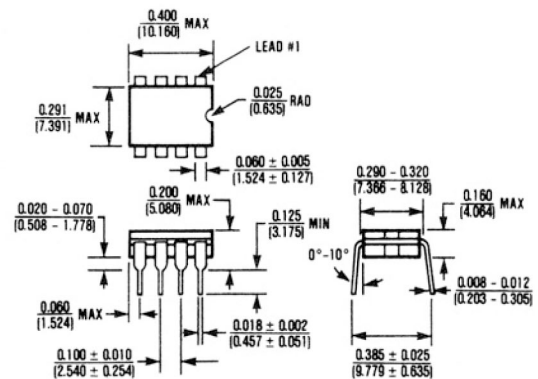 0.400 MAX
(10.160)
LEAD #1
0.025 RAD
(0.635)
0.291 MAX
(7.391)
0.060 ± 0.005
(1.524 ± 0.127)
0.200 MAX
(5.080)
0.290 - 0.320
(7.366 - 8.128)
0.160 MAX
(4.064)
0.020 - 0.070
(0.508 - 1.778)
0.125 MIN
(3.175)
0°-10°
0.008 - 0.012
(0.203 - 0.305)
0.060 MAX
(1.524)
0.018 ± 0.002
(0.457 ± 0.051)
0.100 ± 0.010
(2.540 ± 0.254)
0.385 ± 0.025
(9.779 ± 0.635)